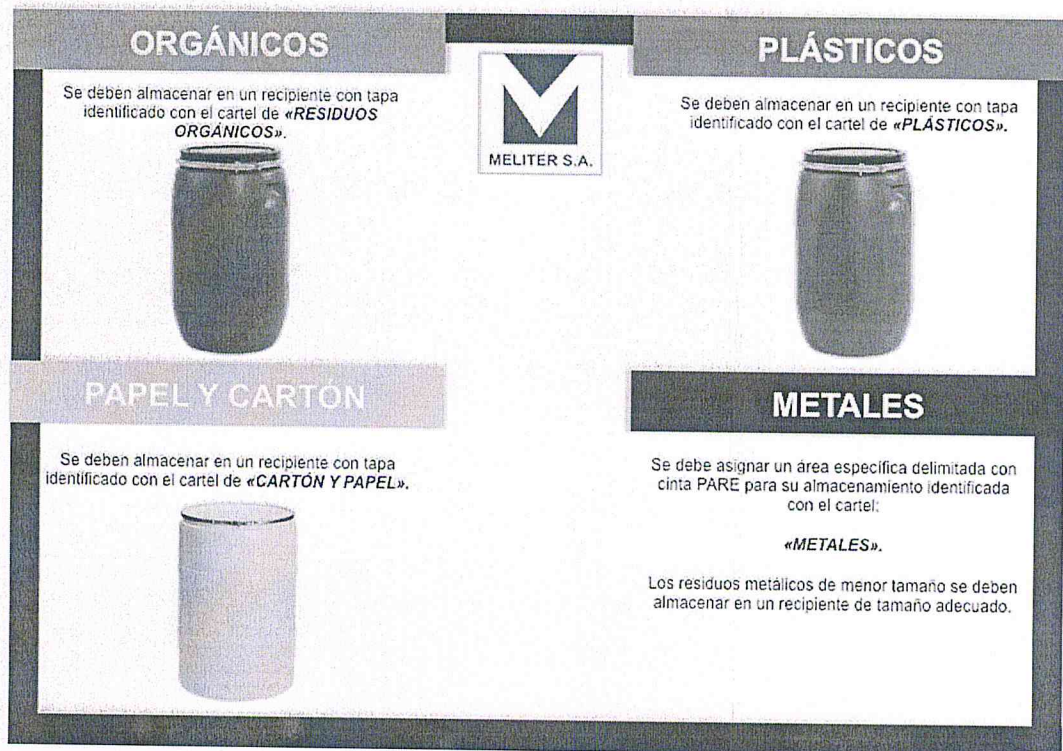 ORGÁNICOS
Se deben almacenar en un recipiente con tapa
identificado con el cartel de «RESIDUOS
ORGÁNICOS».
MELITER S.A.
PLÁSTICOS
Se deben almacenar en un recipiente con tapa
identificado con el cartel de «PLÁSTICOS».
PAPEL Y CARTÓN
Se deben almacenar en un recipiente con tapa
identificado con el cartel de «CARTÓN Y PAPEL».
METALES
Se debe asignar un área específica delimitada con
cinta PARE para su almacenamiento identificada
con el cartel:
«METALES».
Los residuos metálicos de menor tamaño se deben
almacenar en un recipiente de tamaño adecuado.